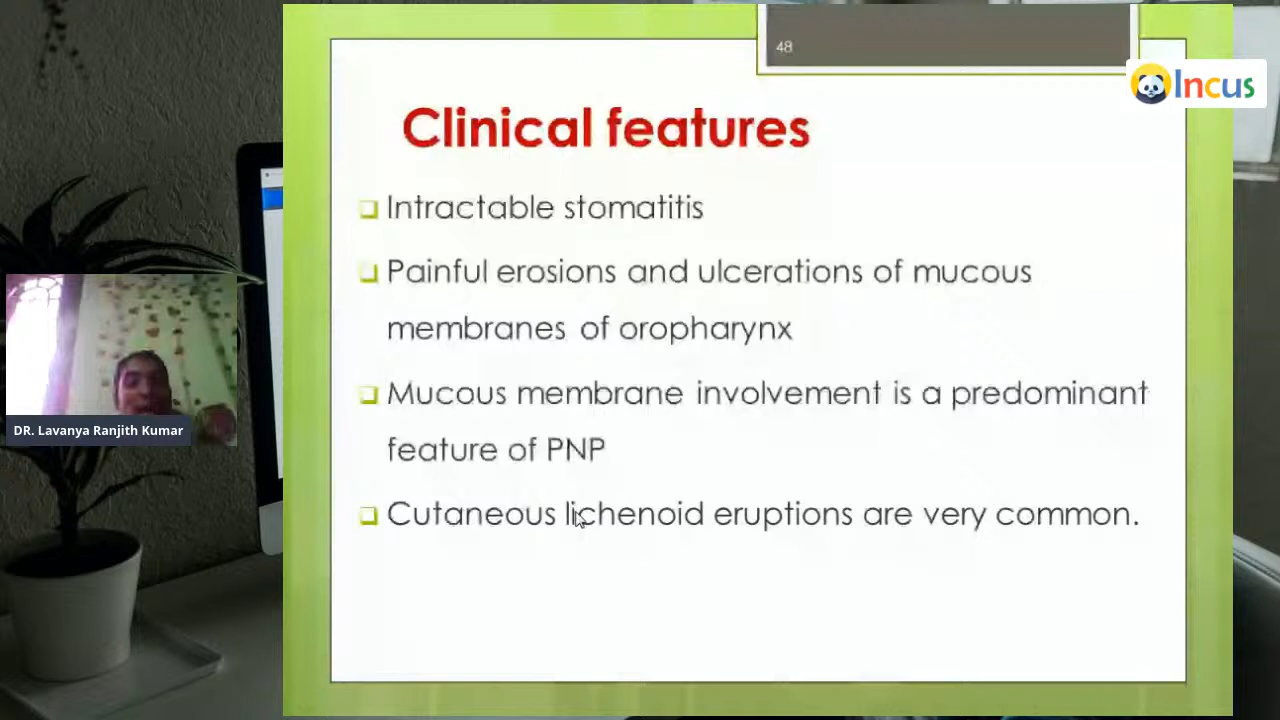 48
Incus
Clinical features
Intractable stomatitis
Painful erosions and ulcerations of mucous
membranes of oropharynx
Mucous membrane involvement is a predominant
feature of PNP
Cutaneous lichenoid eruptions are very common.
DR. Lavanya Ranjith Kumar